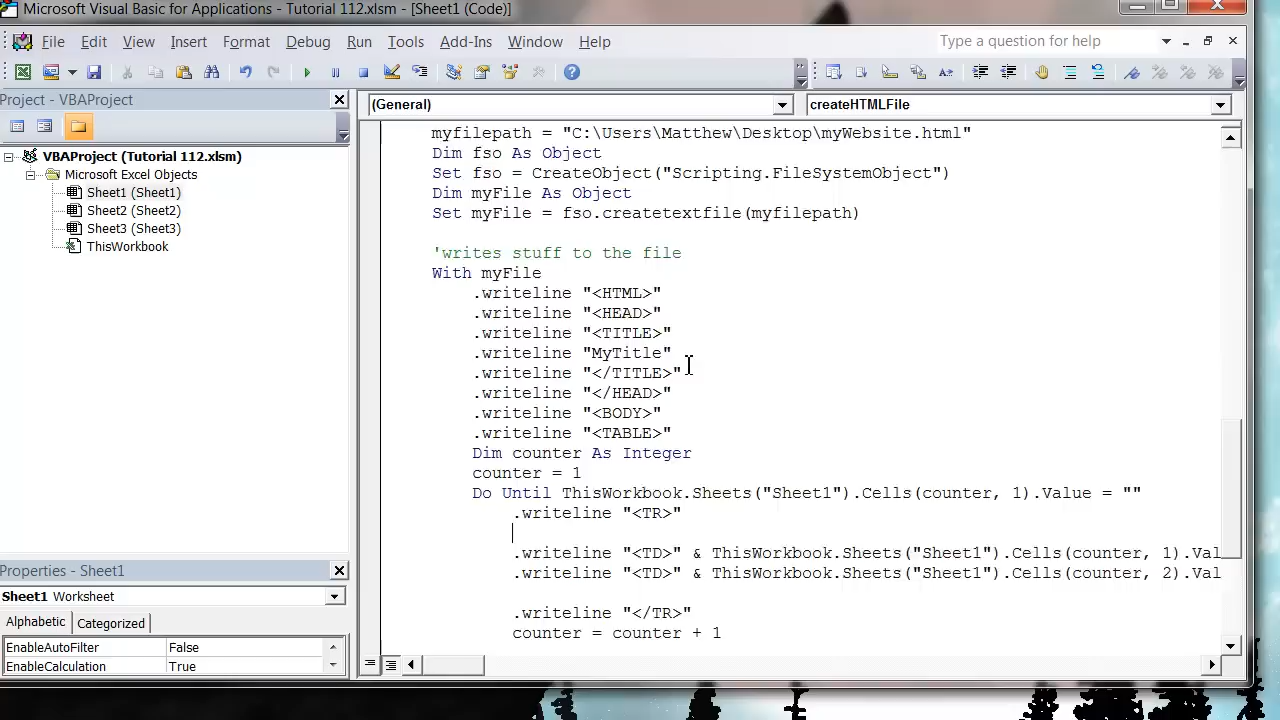 Microsoft Visual Basic for Applications - Tutorial 112.xlsm - [Sheet1 (Code)]
File Edit View Insert Format Debug Run Tools Add-Ins Window Help
Type a question for help
Project - VBAProject
VBAProject (Tutorial 112.xlsm)
Microsoft Excel Objects
Sheet1 (Sheet1)
Sheet2 (Sheet2)
Sheet3 (Sheet3)
ThisWorkbook
Properties - Sheet1
Sheet1 Worksheet
Alphabetic Categorized
EnableAutoFilter False
EnableCalculation True
(General) createHTMLFile
myfilepath = "C:\Users\Matthew\Desktop\myWebsite.html"
Dim fso As Object
Set fso = CreateObject("Scripting.FileSystemObject")
Dim myFile As Object
Set myFile = fso.createtextfile(myfilepath)
'writes stuff to the file
With myFile
.writeline "<HTML>"
.writeline "<HEAD>"
.writeline "<TITLE>"
.writeline "MyTitle"
.writeline "</TITLE>"
.writeline "</HEAD>"
.writeline "<BODY>"
.writeline "<TABLE>"
Dim counter As Integer
counter = 1
Do Until ThisWorkbook.Sheets("Sheet1").Cells(counter, 1).Value = ""
.writeline "<TR>"
.writeline "<TD>" & ThisWorkbook.Sheets("Sheet1").Cells(counter, 1).Val
.writeline "<TD>" & ThisWorkbook.Sheets("Sheet1").Cells(counter, 2).Val
.writeline "</TR>"
counter = counter + 1